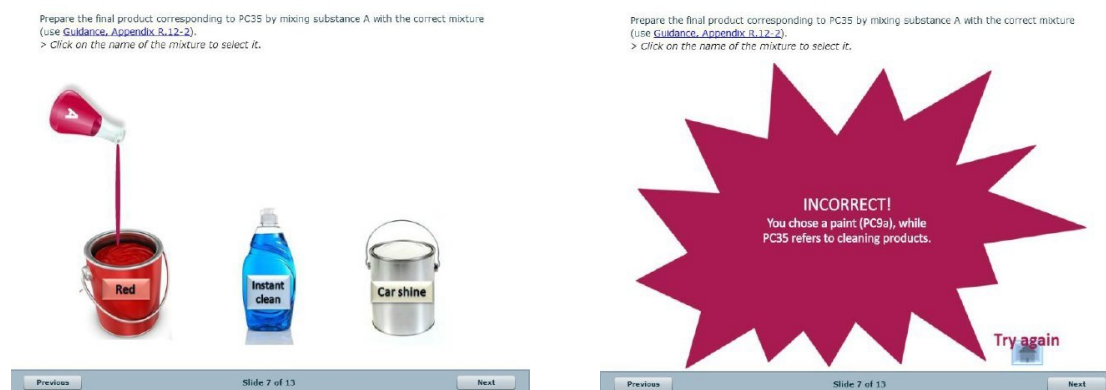 Prepare the final product corresponding to PC35 by mixing substance A with the correct mixture
(use Guidance, Appendix R.12-2).
> Click on the name of the mixture to select it.
A
Red
Instant
clean
Car shine
Previous
Slide 7 of 13
Next
Prepare the final product corresponding to PC35 by mixing substance A with the correct mixture
(use Guidance, Appendix R.12-2).
> Click on the name of the mixture to select it.
INCORRECT!
You chose a paint (PC9a), while
PC35 refers to cleaning products.
Try again
Previous
Slide 7 of 13
Next